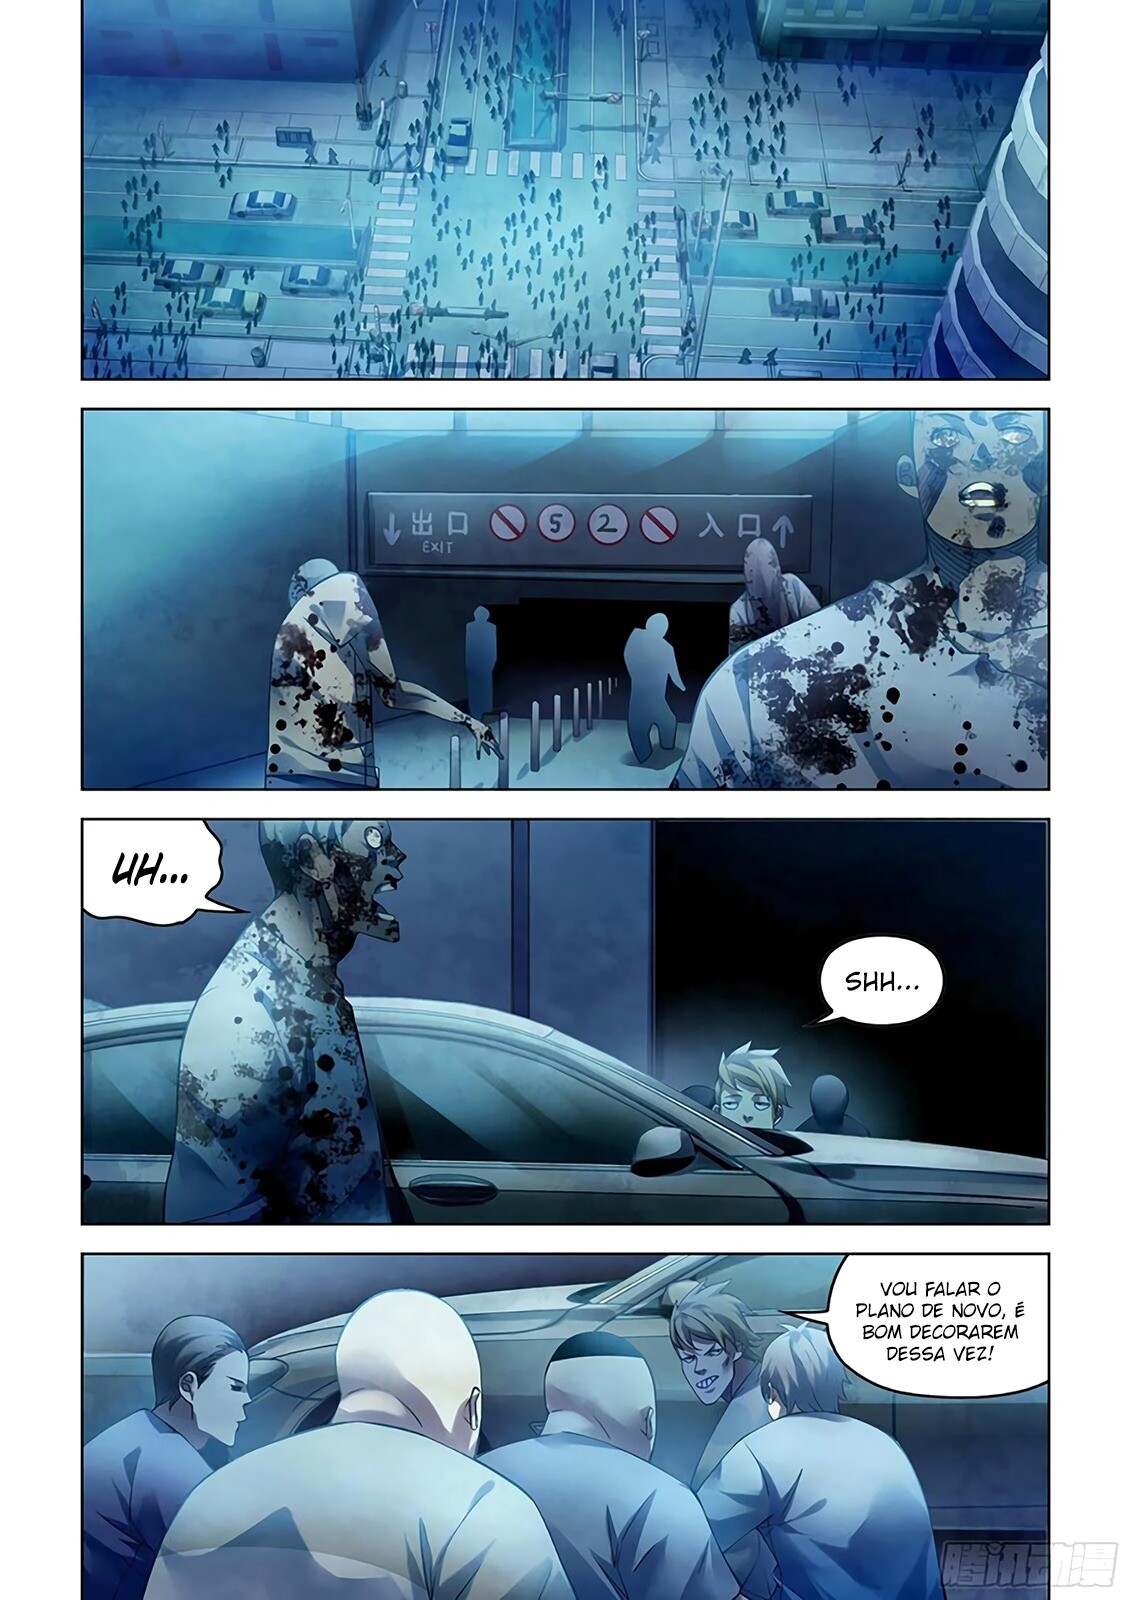 ↓出口 🚫 5 2 🚫 入口↑
EXIT
UH...
SHH...
VOU FALAR O
PLANO DE NOVO, É
BOM DECORAREM
DESSA VEZ!
腾讯动漫